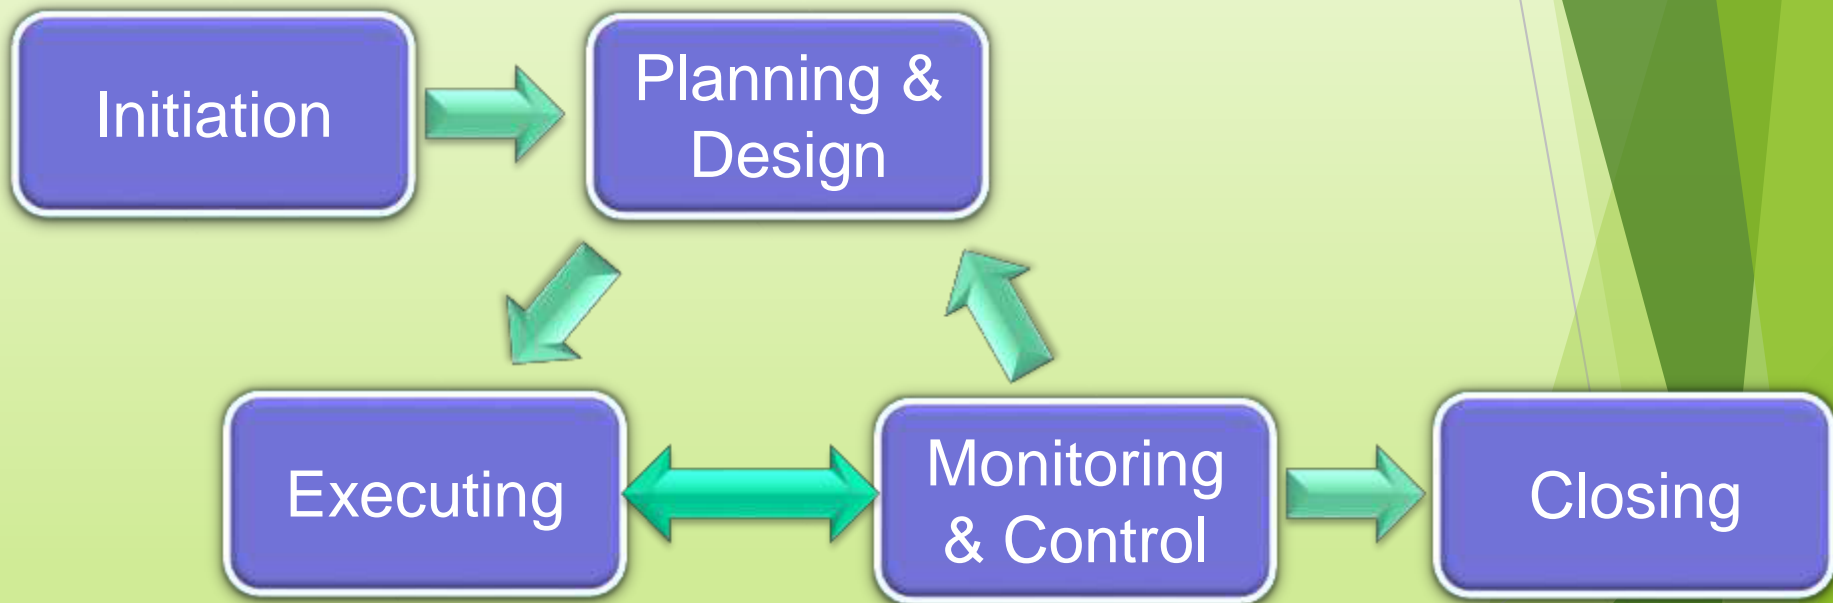 Initiation
Planning &
Design
Executing
Monitoring
& Control
Closing